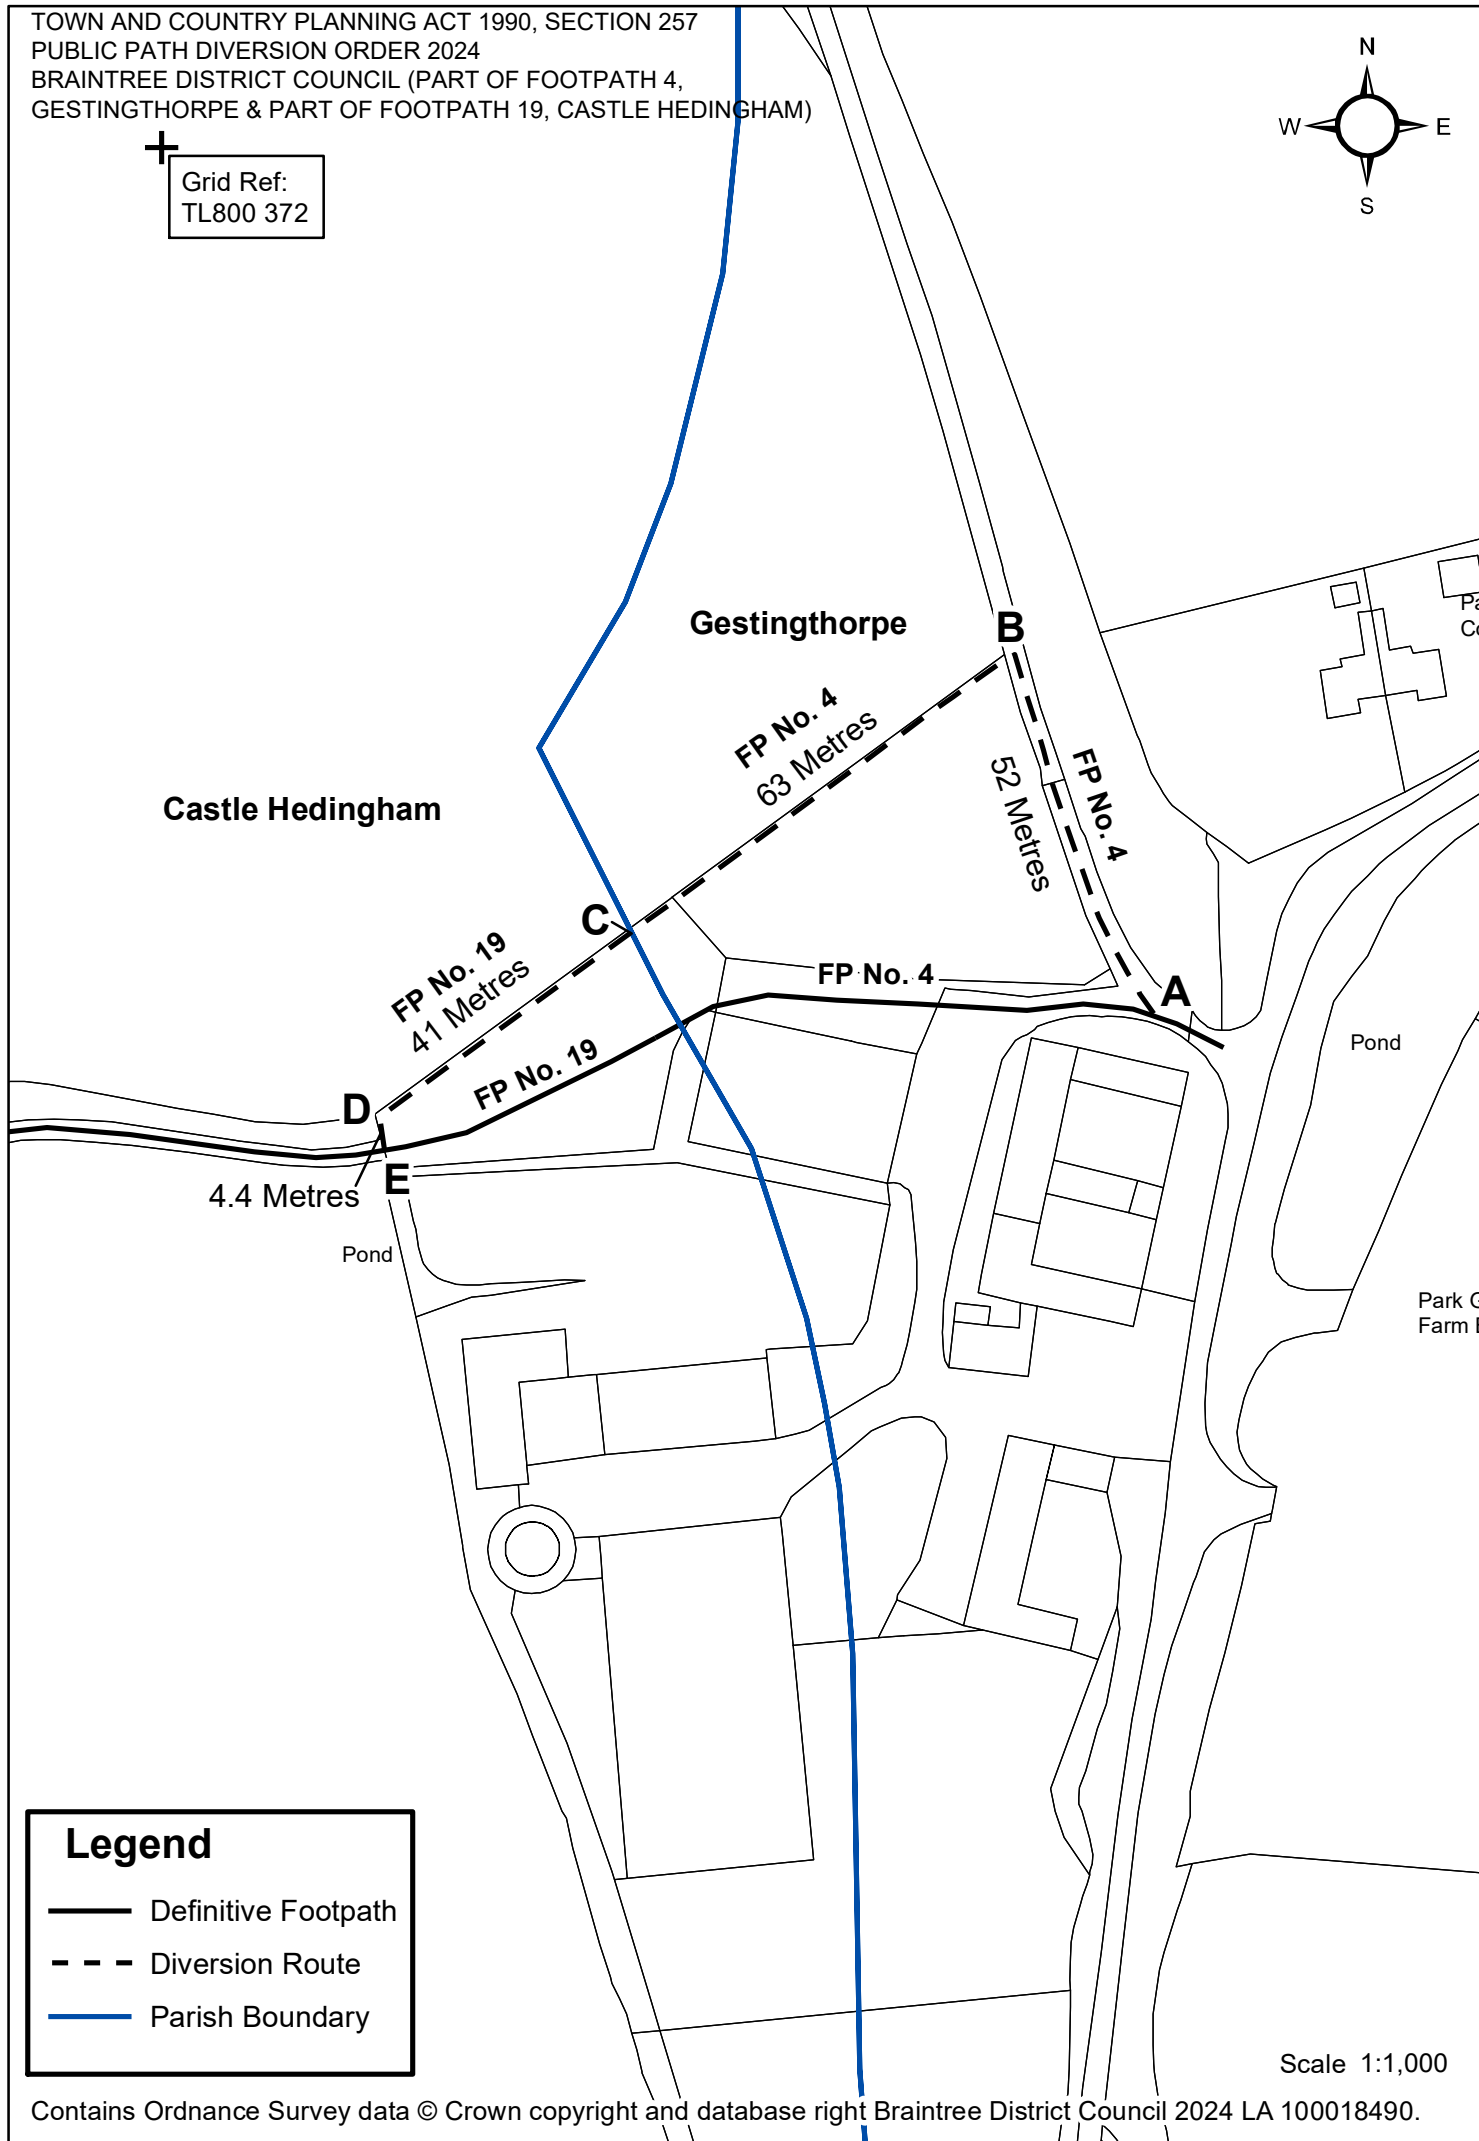 TOWN AND COUNTRY PLANNING ACT 1990, SECTION 257
PUBLIC PATH DIVERSION ORDER 2024
BRAINTREE DISTRICT COUNCIL (PART OF FOOTPATH 4,
GESTINGTHORPE & PART OF FOOTPATH 19, CASTLE HEDINGHAM)
Grid Ref:
TL800 372
N
W
E
S
Pa
Co
Gestingthorpe
B
FP No. 4
63 Metres
52 Metres
FP No. 4
Castle Hedingham
C
FP No. 19
41 Metres
FP No. 4
A
Pond
FP No. 19
D
E
4.4 Metres
Pond
Park G
Farm B
Legend
Definitive Footpath
Diversion Route
Parish Boundary
Scale 1:1,000
Contains Ordnance Survey data © Crown copyright and database right Braintree District Council 2024 LA 100018490.